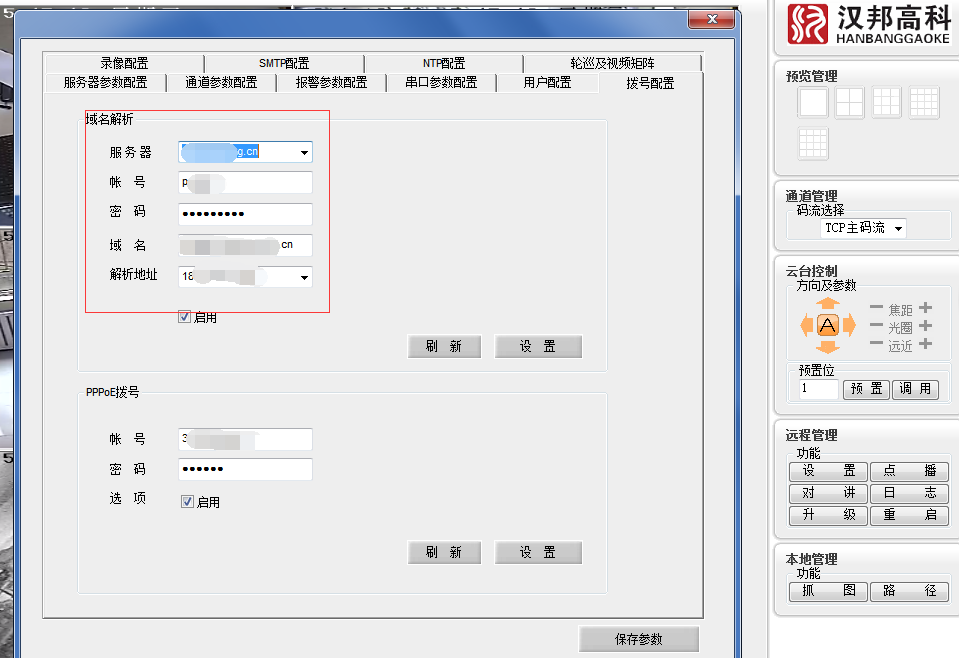 录像配置 SMTP配置 NTP配置 轮巡及视频矩阵
服务器参数配置 通道参数配置 报警参数配置 串口参数配置 用户配置 拨号配置
域名解析
服务器 g.cn
帐 号 p
密 码 •••••••••
域 名 cn
解析地址 18
启用
刷 新 设 置
PPPoE拨号
帐 号 3
密 码 ••••••
选 项 启用
刷 新 设 置
保存参数
汉邦高科
HANBANGGAOKE
预览管理
通道管理
码流选择
TCP主码流
云台控制
方向及参数
A
焦距
光圈
远近
预置位
1 预 置 调 用
远程管理
功能
设 置 点 播
对 讲 日 志
升 级 重 启
本地管理
功能
抓 图 路 径